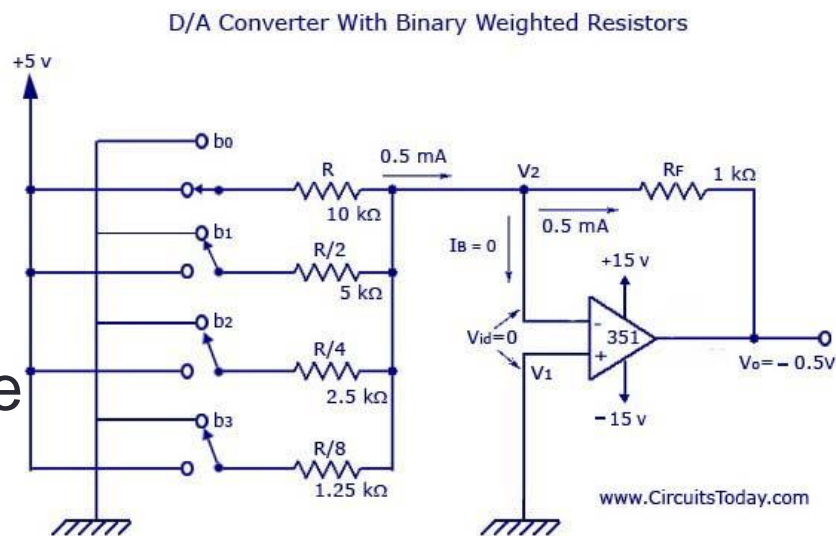 D/A Converter With Binary Weighted Resistors
+5 v
b0
R
0.5 mA
V2
RF
1 kΩ
10 kΩ
b1
R/2
IB = 0
0.5 mA
+15 v
5 kΩ
b2
R/4
Vid=0
-
351
+
Vo= - 0.5v
e
2.5 kΩ
V1
-15 v
b3
R/8
1.25 kΩ
www.CircuitsToday.com